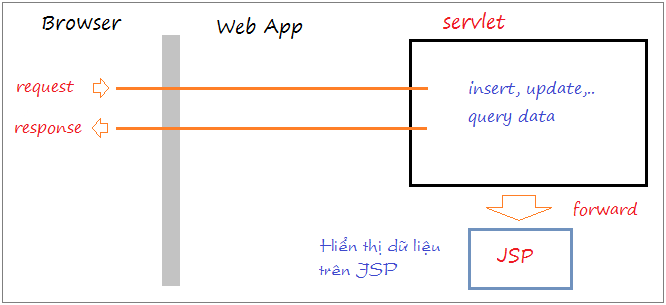 Browser
Web App
servlet
request
response
insert, update,..
query data
forward
Hiển thị dữ liệu
trên JSP
JSP